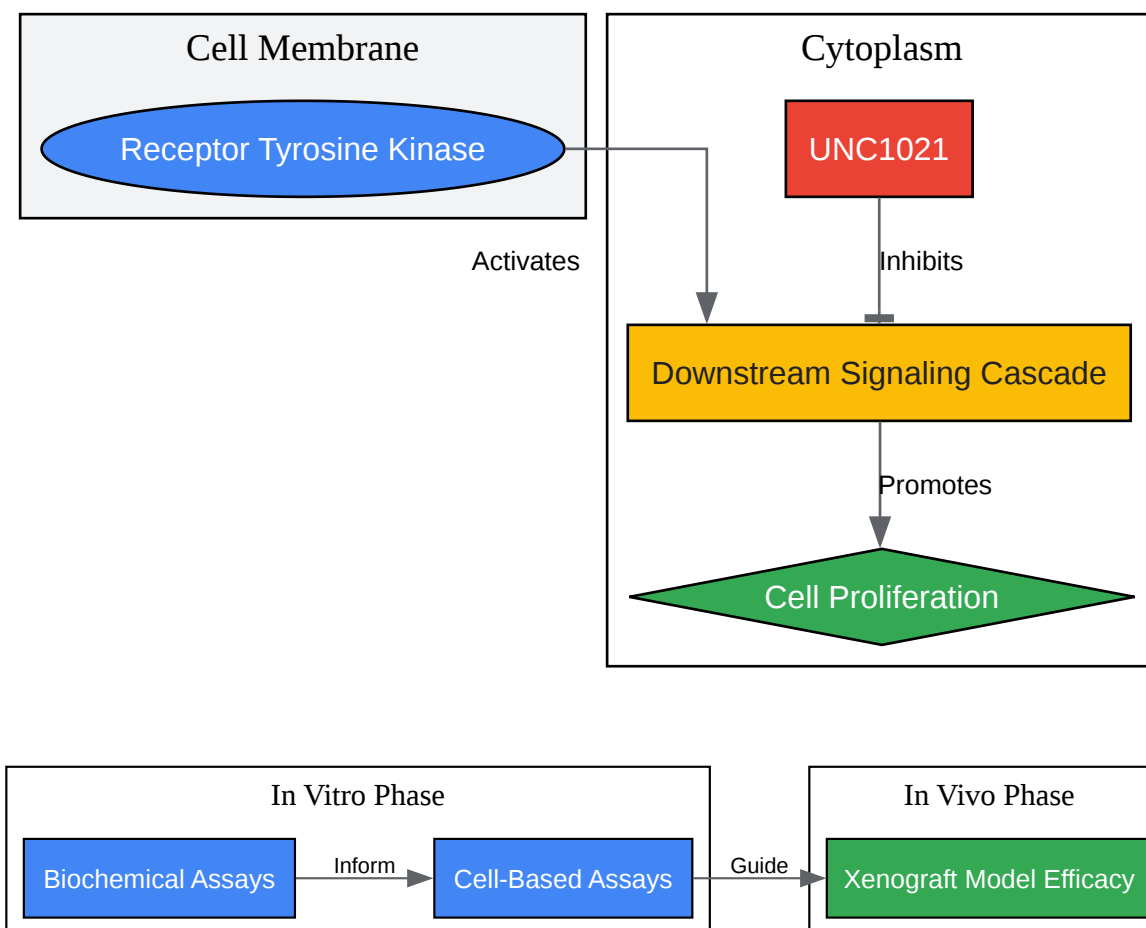 Cell Membrane
Cytoplasm
Receptor Tyrosine Kinase
UNC1021
Activates
Inhibits
Downstream Signaling Cascade
Promotes
Cell Proliferation
In Vitro Phase
In Vivo Phase
Biochemical Assays
Inform
Cell-Based Assays
Guide
Xenograft Model Efficacy